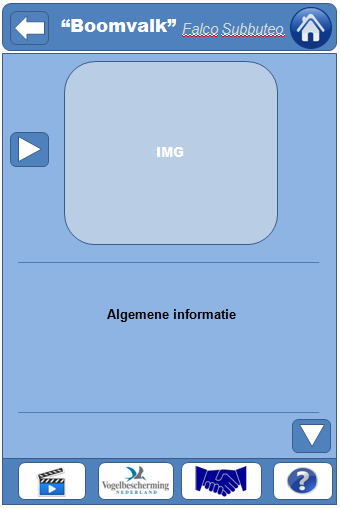 “Boomvalk” Falco Subbuteo
IMG
Algemene informatie
Vogelbescherming
NEDERLAND
?